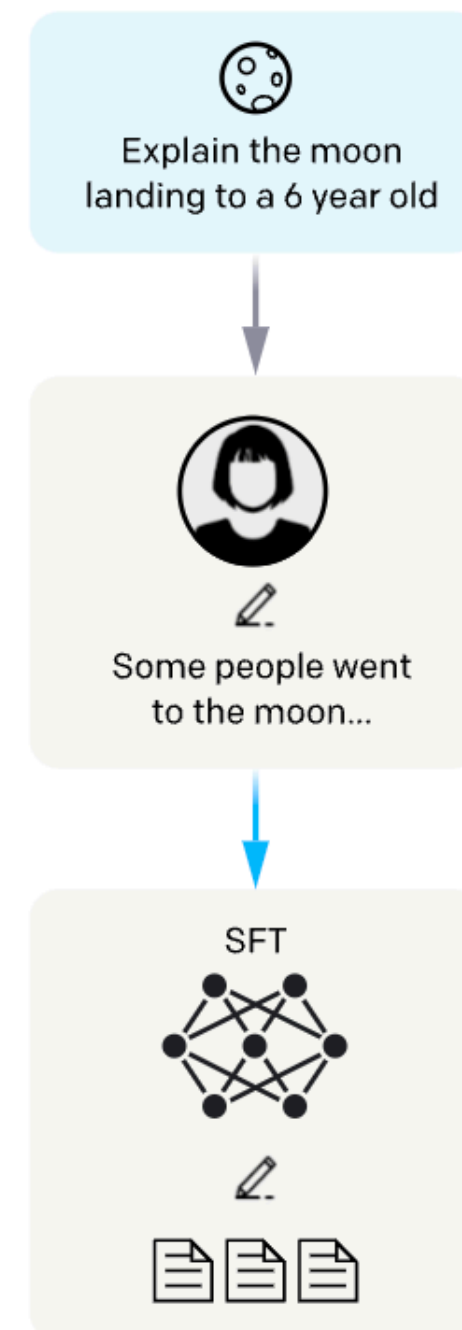 Explain the moon
landing to a 6 year old
Some people went
to the moon...
SFT